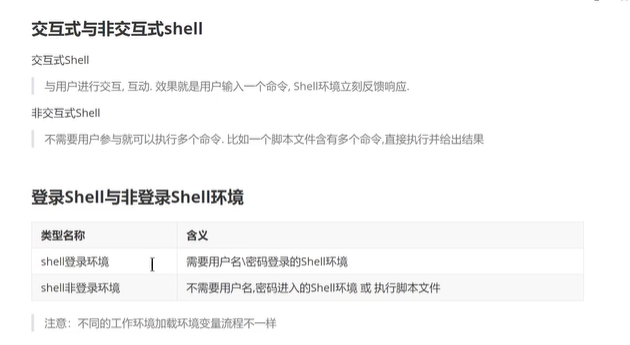 交互式与非交互式shell
交互式Shell
与用户进行交互, 互动. 效果就是用户输入一个命令, Shell环境立刻反馈响应.
非交互式Shell
不需要用户参与就可以执行多个命令. 比如一个脚本文件含有多个命令,直接执行并给出结果
登录Shell与非登录Shell环境
类型名称 含义
shell登录环境 需要用户名\密码登录的Shell环境
shell非登录环境 不需要用户名,密码进入的Shell环境 或 执行脚本文件
注意：不同的工作环境加载环境变量流程不一样